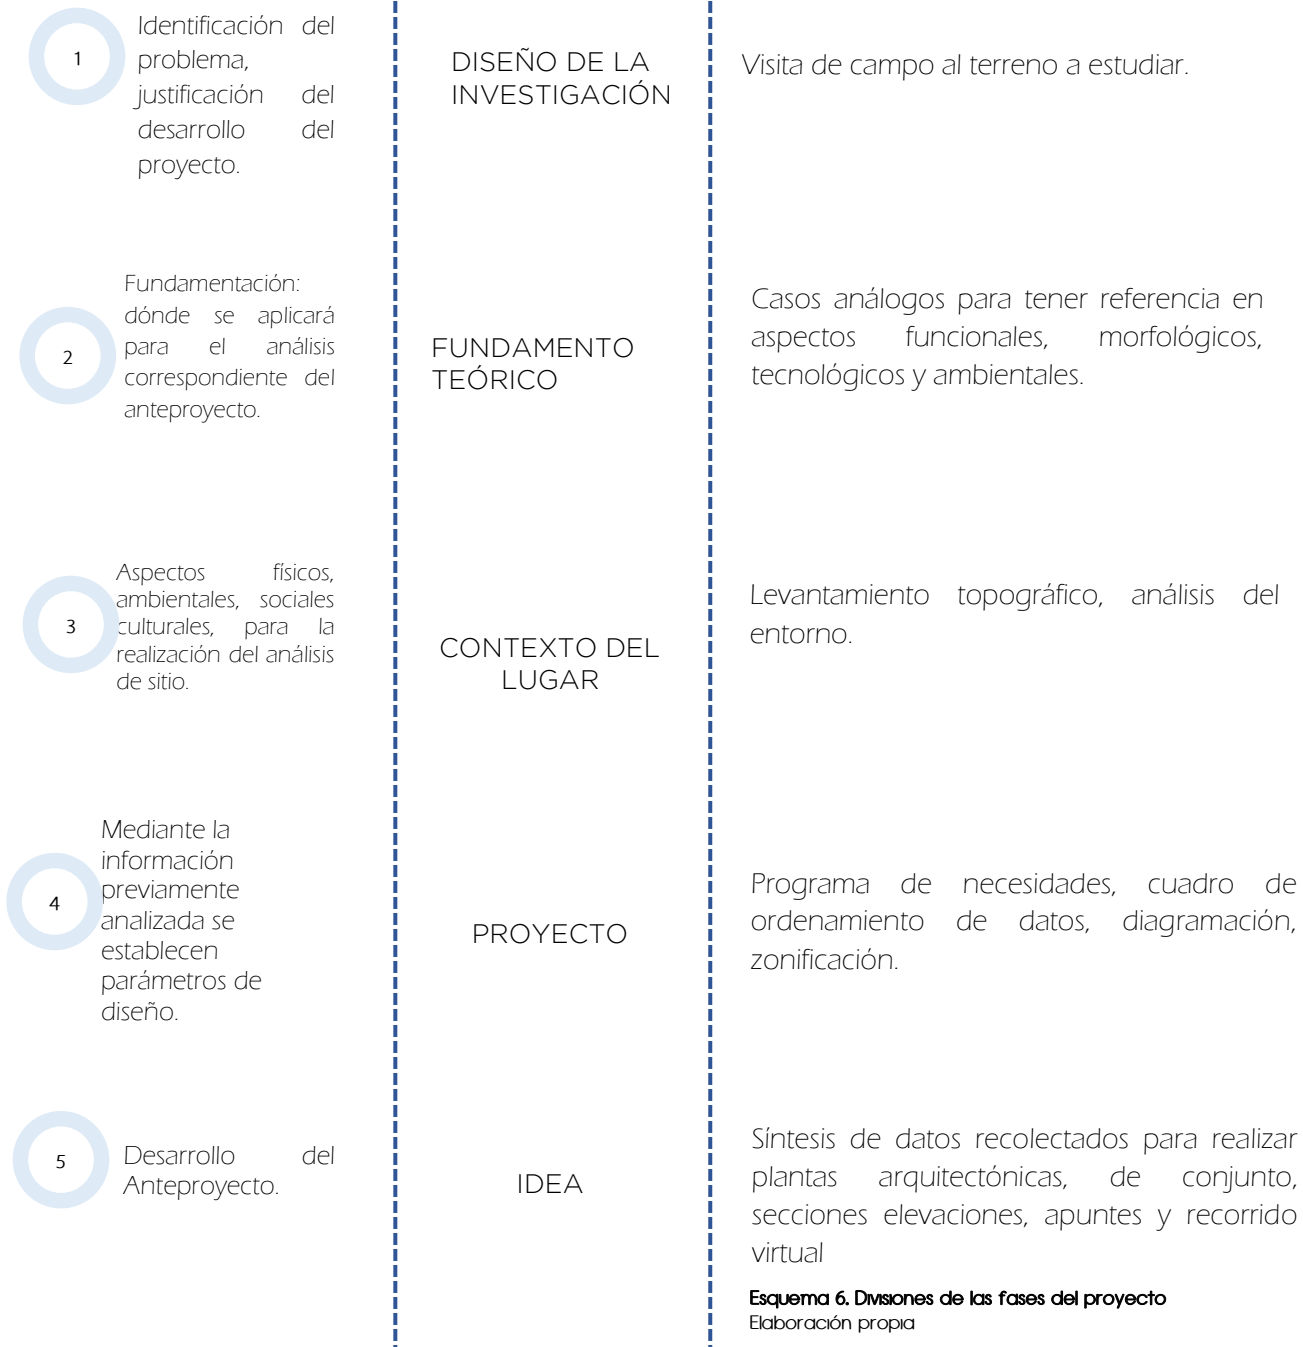 1
Identificación del
problema,
justificación del
desarrollo del
proyecto.
DISEÑO DE LA
INVESTIGACIÓN
Visita de campo al terreno a estudiar.
2
Fundamentación:
dónde se aplicará
para el análisis
correspondiente del
anteproyecto.
FUNDAMENTO
TEÓRICO
Casos análogos para tener referencia en
aspectos funcionales, morfológicos,
tecnológicos y ambientales.
3
Aspectos físicos,
ambientales, sociales
culturales, para la
realización del análisis
de sitio.
CONTEXTO DEL
LUGAR
Levantamiento topográfico, análisis del
entorno.
4
Mediante la
información
previamente
analizada se
establecen
parámetros de
diseño.
PROYECTO
Programa de necesidades, cuadro de
ordenamiento de datos, diagramación,
zonificación.
5
Desarrollo del
Anteproyecto.
IDEA
Síntesis de datos recolectados para realizar
plantas arquitectónicas, de conjunto,
secciones elevaciones, apuntes y recorrido
virtual
Esquema 6. Divisiones de las fases del proyecto
Elaboración propia